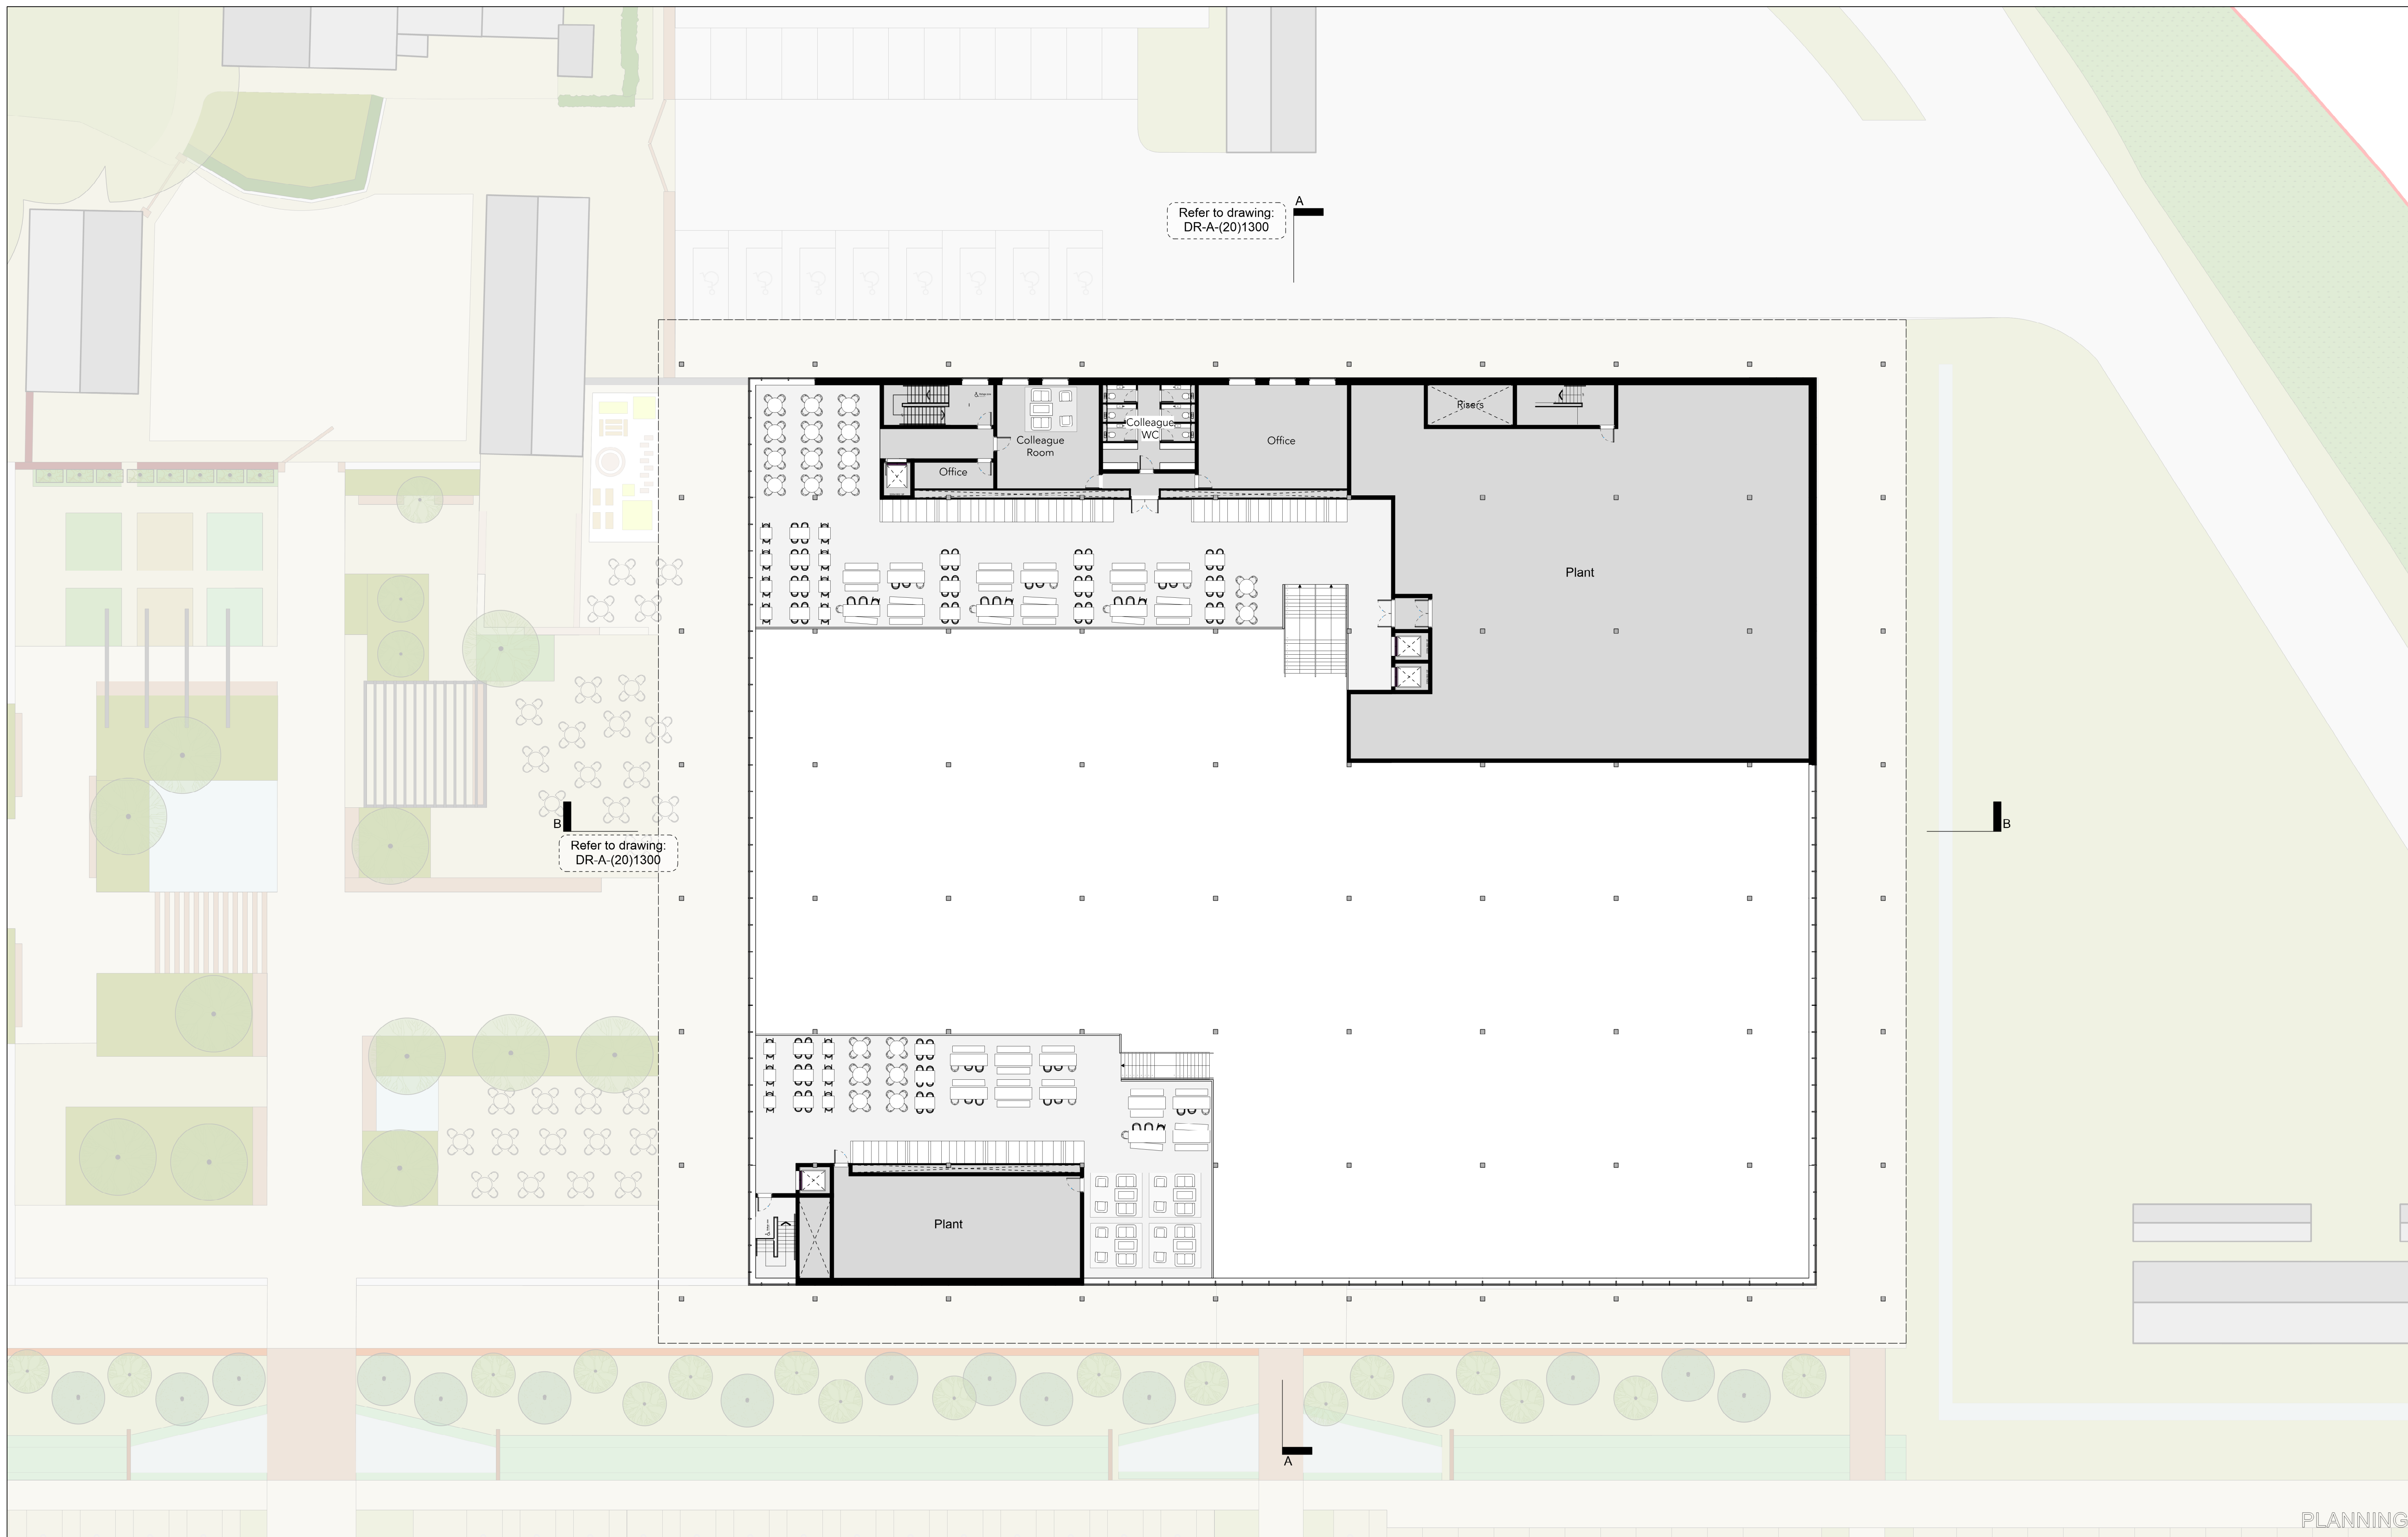 A
Refer to drawing:
DR-A-(20)1300
Risers
Colleague
WC
Colleague
Room
Office
Office
Plant
B
B
Refer to drawing:
DR-A-(20)1300
Plant
A
PLANNING